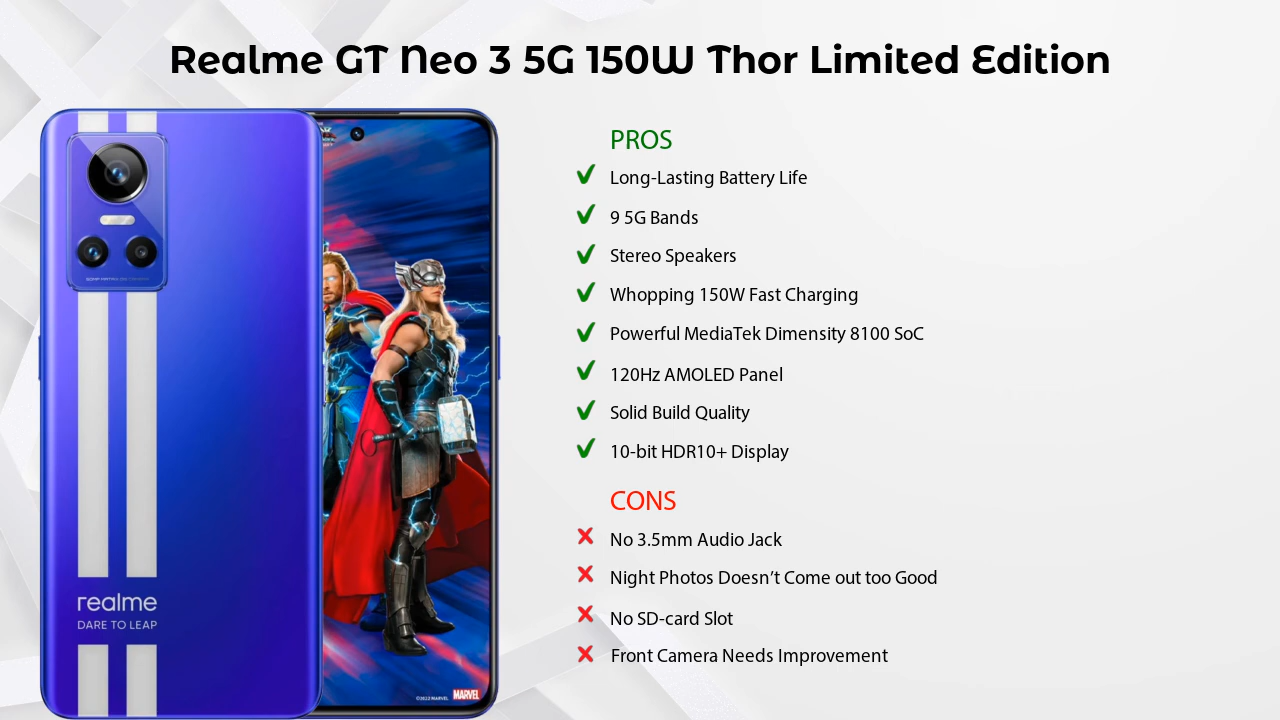 Realme GT Neo 3 5G 150W Thor Limited Edition
PROS
Long-Lasting Battery Life
9 5G Bands
Stereo Speakers
Whopping 150W Fast Charging
Powerful MediaTek Dimensity 8100 SoC
120Hz AMOLED Panel
Solid Build Quality
10-bit HDR10+ Display
CONS
No 3.5mm Audio Jack
Night Photos Doesn’t Come out too Good
No SD-card Slot
Front Camera Needs Improvement
realme
DARE TO LEAP
©2022 MARVEL
MARVEL